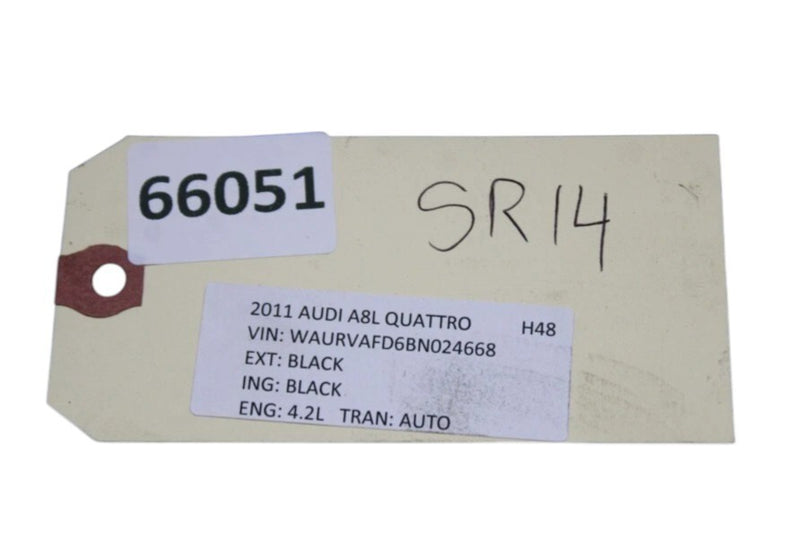 66051
SR14
2011 AUDI A8L QUATTRO H48
VIN: WAURVAFD6BN024668
EXT: BLACK
ING: BLACK
ENG: 4.2L TRAN: AUTO